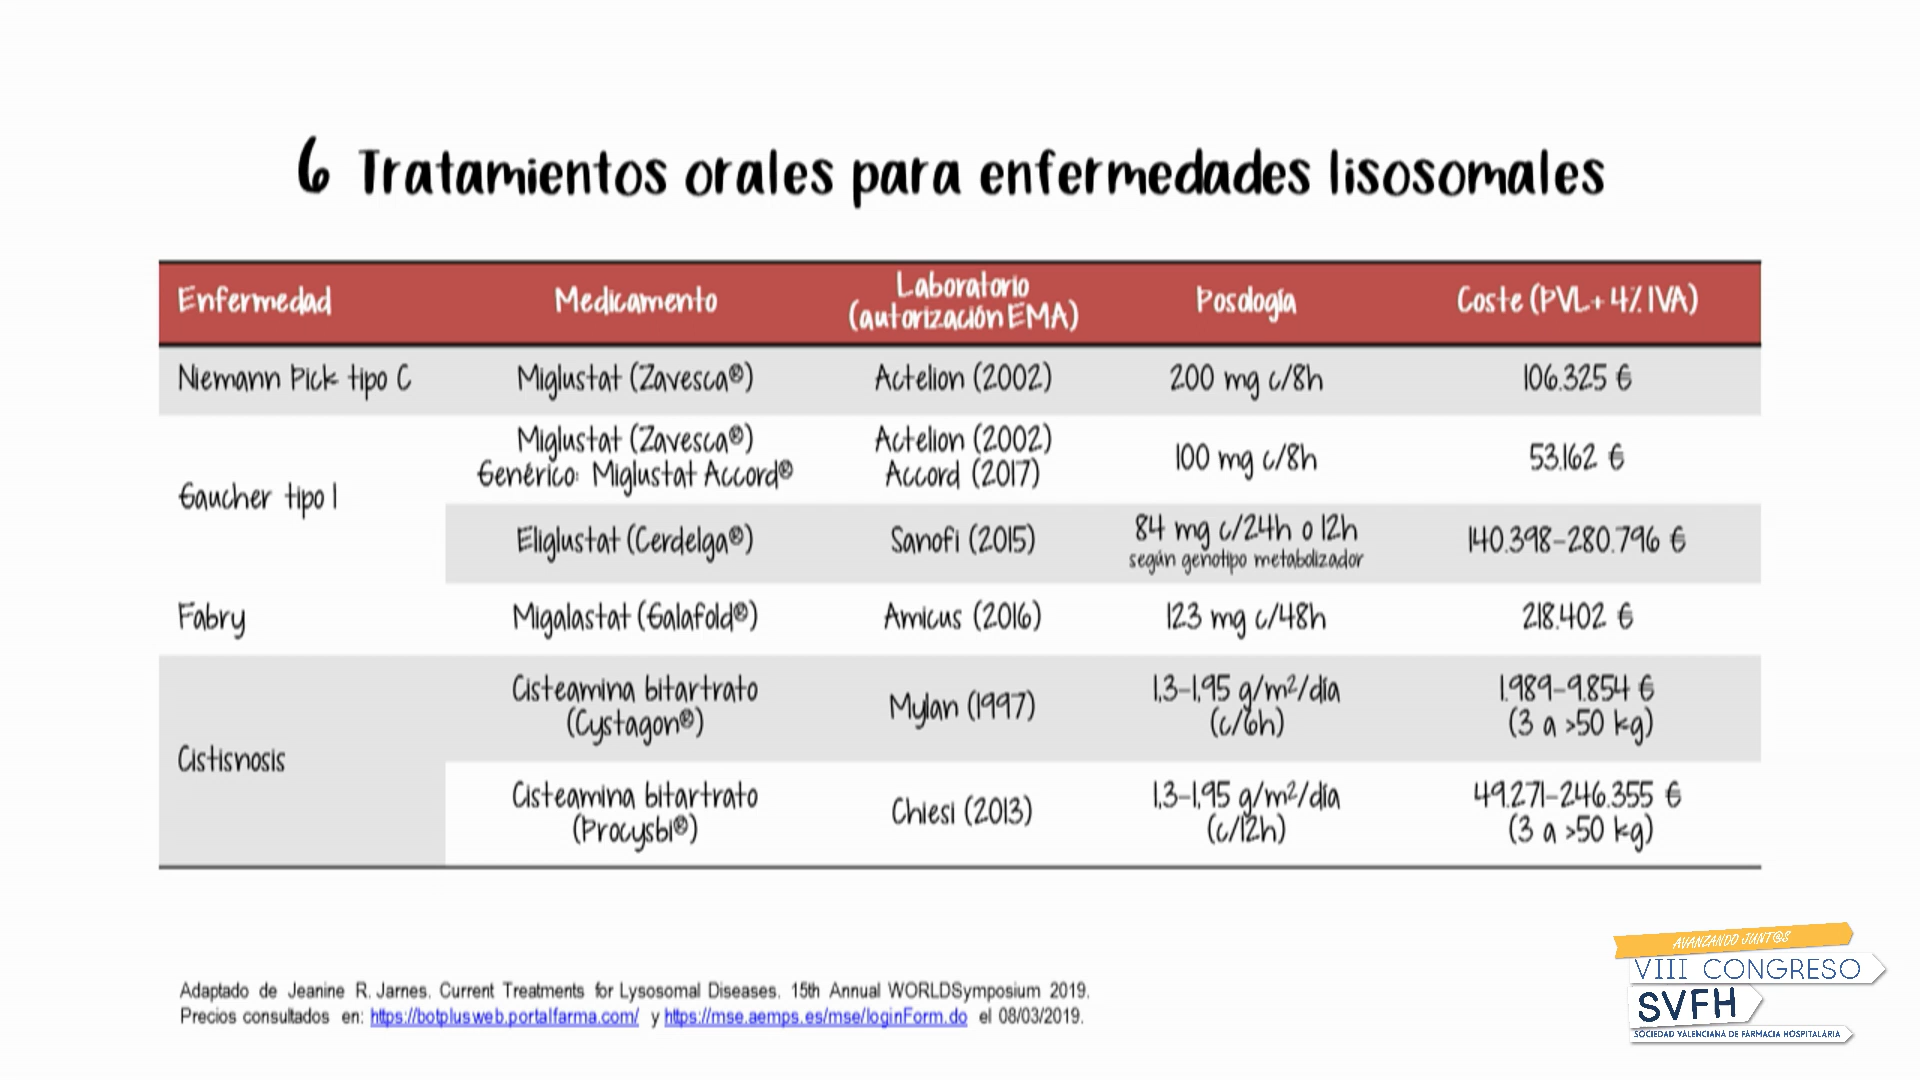 6 Tratamientos orales para enfermedades lisosomales
Enfermedad
Medicamento
Laboratorio
(autorización EMA)
Posología
Coste (PVL + 4% IVA)
Niemann Pick tipo C
Miglustat (Zavesca®)
Actelion (2002)
200 mg c/8h
106.325 €
Gaucher tipo 1
Miglustat (Zavesca®)
Genérico: Miglustat Accord®
Actelion (2002)
Accord (2017)
100 mg c/8h
53.162 €
Eliglustat (Cerdelga®)
Sanofi (2015)
84 mg c/24h o 12h
según genotipo metabolizador
140.398-280.796 €
Fabry
Migalastat (Galafold®)
Amicus (2016)
123 mg c/48h
218.402 €
Cistisnosis
Cisteamina bitartrato
(Cystagon®)
Mylan (1997)
1,3-1,95 g/m²/día
(c/6h)
1.989-9.854 €
(3 a >50 kg)
Cisteamina bitartrato
(Procysbi®)
Chiesi (2013)
1,3-1,95 g/m²/día
(c/12h)
49.271-246.355 €
(3 a >50 kg)
Adaptado de Jeanine R. Jarnes. Current Treatments for Lysosomal Diseases. 15th Annual WORLDSymposium 2019.
Precios consultados en: https://botplusweb.portalfarma.com/ y https://mse.aemps.es/mse/loginForm.do el 08/03/2019.
AVANZANDO JUNT@S
VIII CONGRESO
SVFH
SOCIEDAD VALENCIANA DE FARMACIA HOSPITALARIA